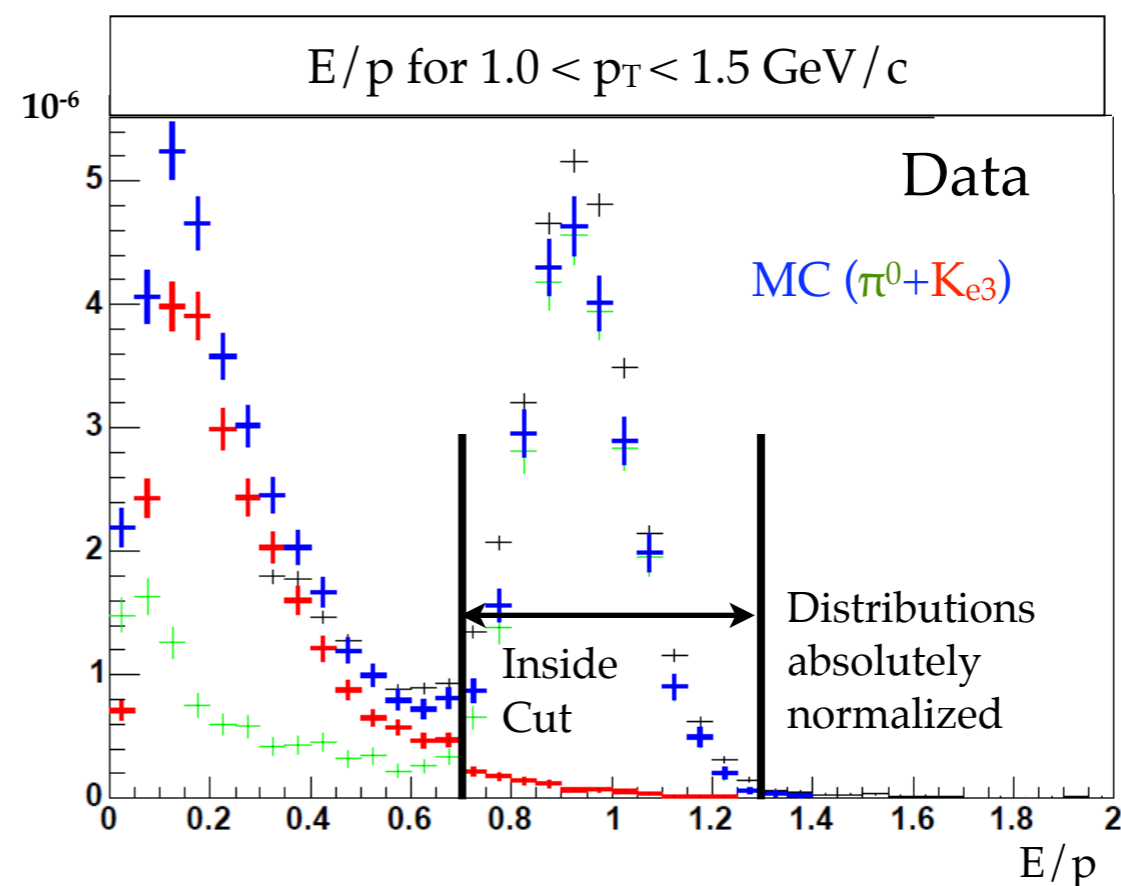 E/p for 1.0 < pT < 1.5 GeV/c
10-6
Data
MC (π0+Ke3)
5
4
3
2
1
0
Inside
Cut
Distributions
absolutely
normalized
0 0.2 0.4 0.6 0.8 1 1.2 1.4 1.6 1.8 2
E/p